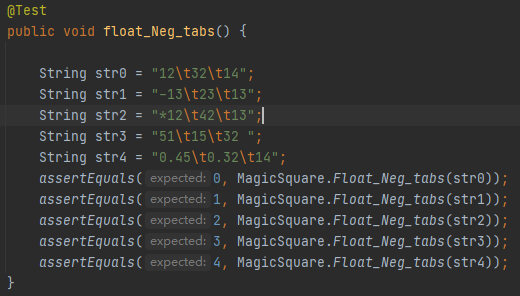 @Test
public void float_Neg_tabs() {
String str0 = "12\t32\t14";
String str1 = "-13\t23\t13";
String str2 = "*12\t42\t13";
String str3 = "51\t15\t32 ";
String str4 = "0.45\t0.32\t14";
assertEquals( expected: 0, MagicSquare.Float_Neg_tabs(str0));
assertEquals( expected: 1, MagicSquare.Float_Neg_tabs(str1));
assertEquals( expected: 2, MagicSquare.Float_Neg_tabs(str2));
assertEquals( expected: 3, MagicSquare.Float_Neg_tabs(str3));
assertEquals( expected: 4, MagicSquare.Float_Neg_tabs(str4));
}